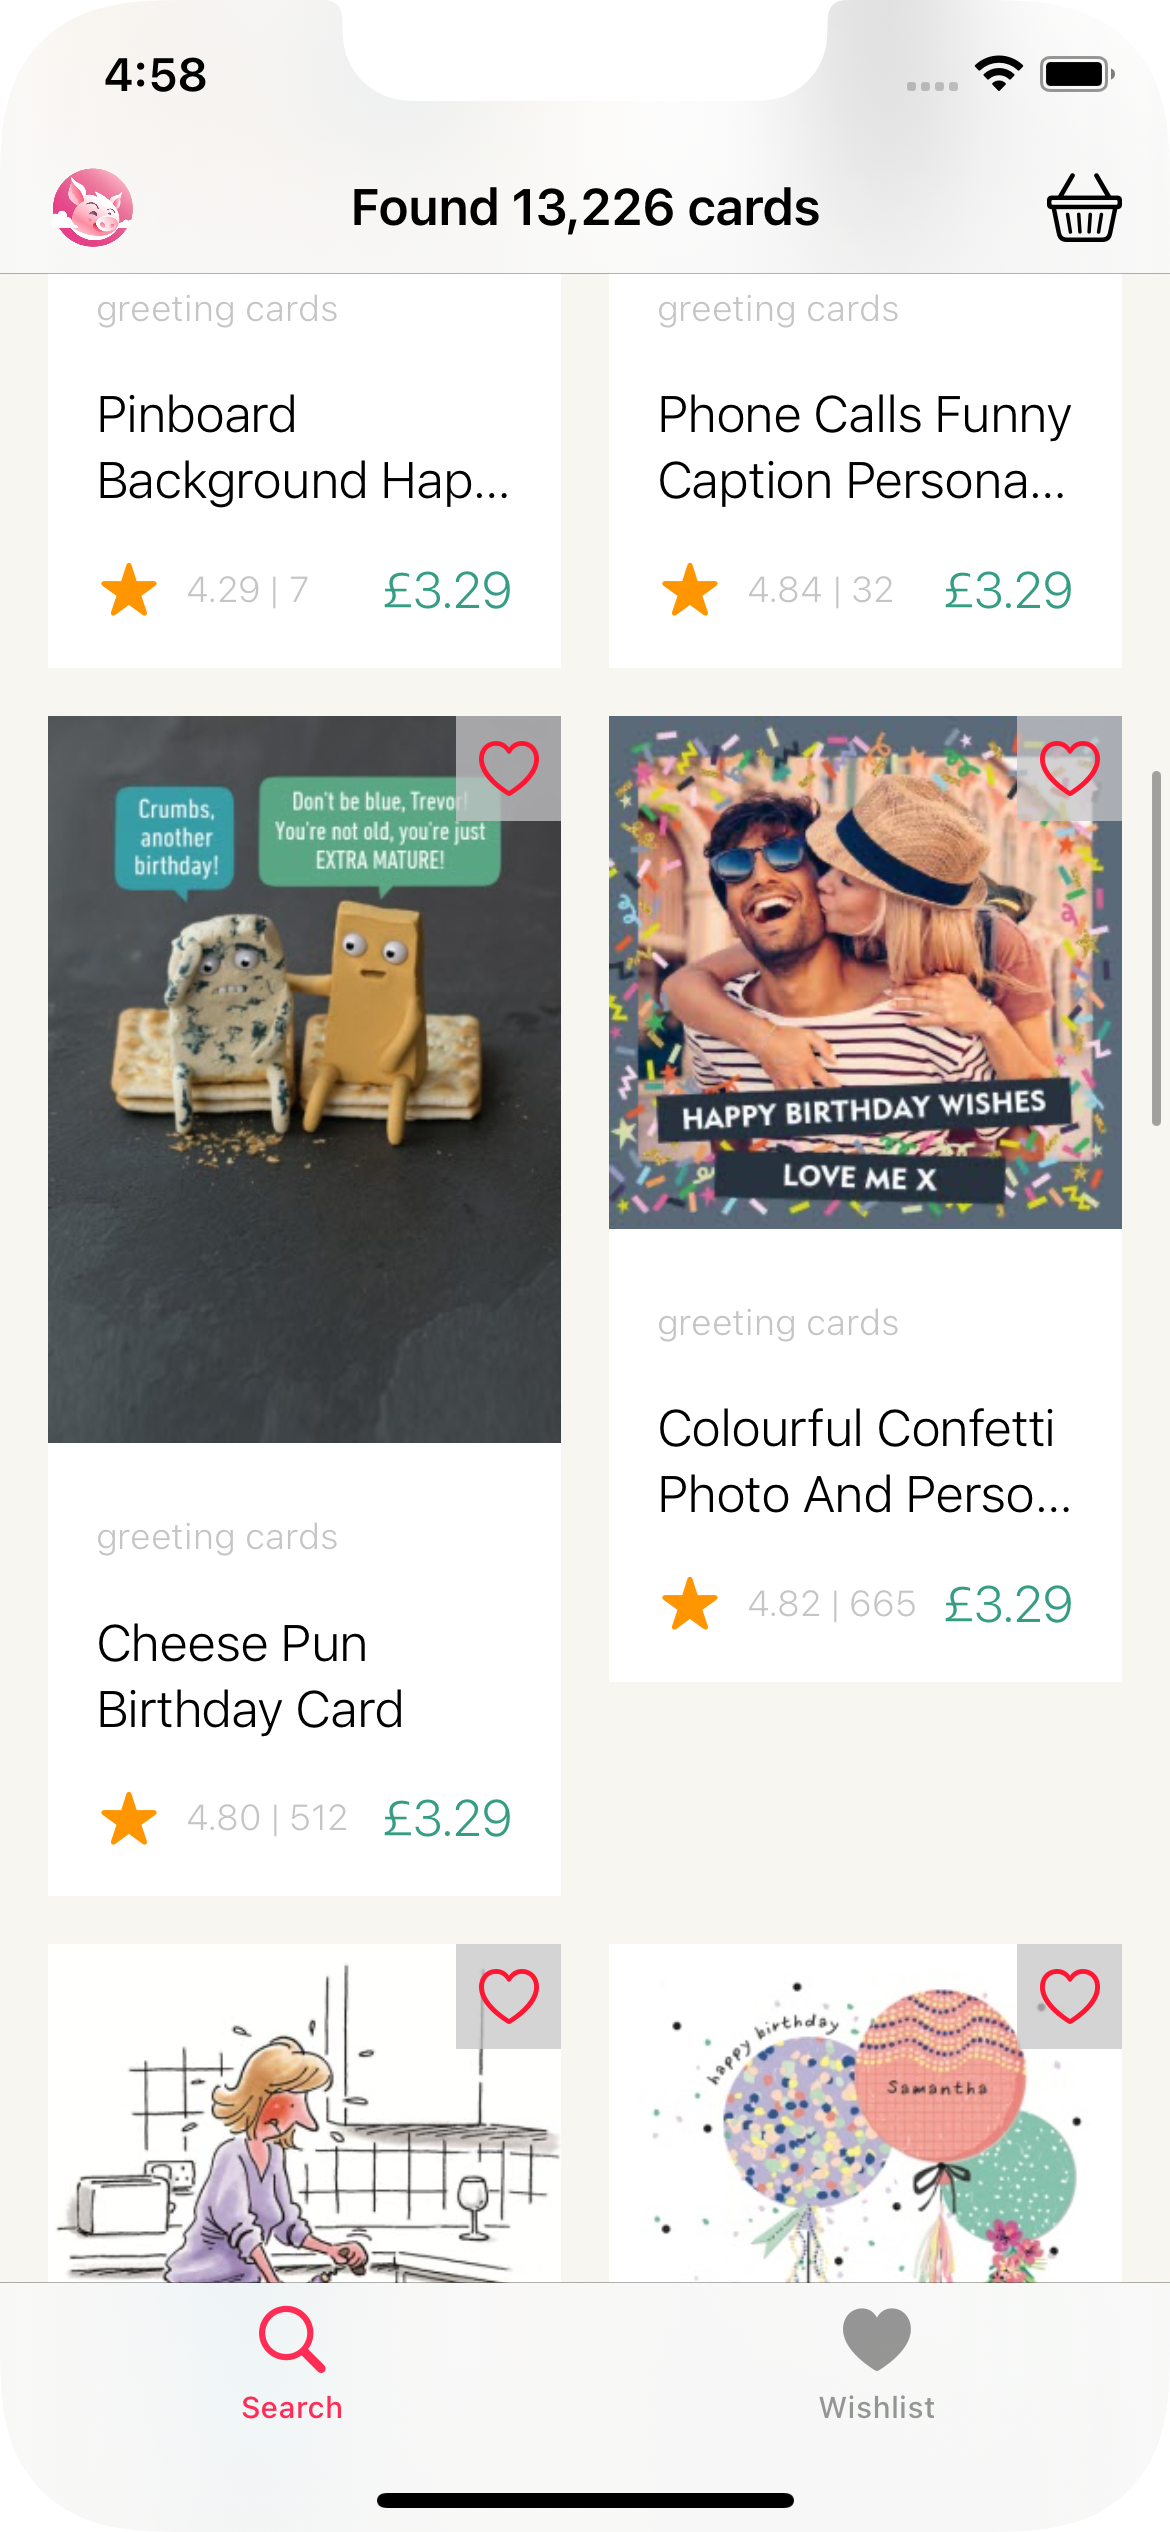 4:58
Found 13,226 cards
greeting cards
Pinboard
Background Hap...
4.29 | 7
£3.29
greeting cards
Phone Calls Funny
Caption Persona...
4.84 | 32
£3.29
Crumbs,
another
birthday!
Don't be blue, Trevor!
You're not old, you're just
EXTRA MATURE!
greeting cards
Cheese Pun
Birthday Card
4.80 | 512
£3.29
HAPPY BIRTHDAY WISHES
LOVE ME X
greeting cards
Colourful Confetti
Photo And Perso...
4.82 | 665
£3.29
happy birthday
Samantha
Search
Wishlist